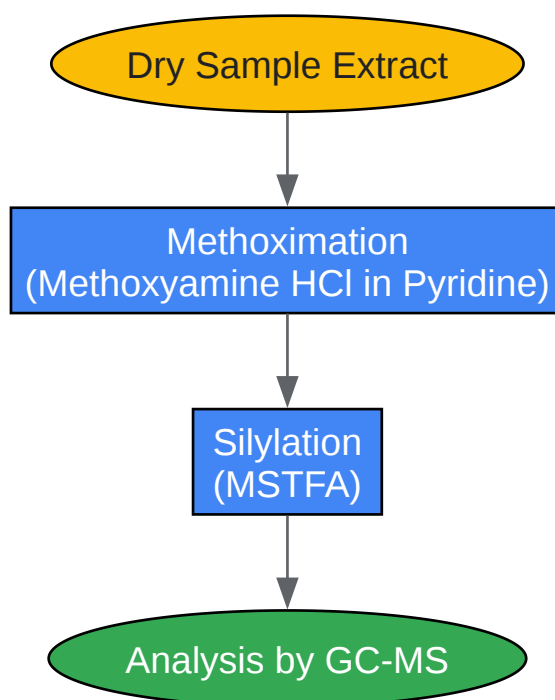 Dry Sample Extract
Methoximation
(Methoxyamine HCl in Pyridine)
Silylation
(MSTFA)
Analysis by GC-MS